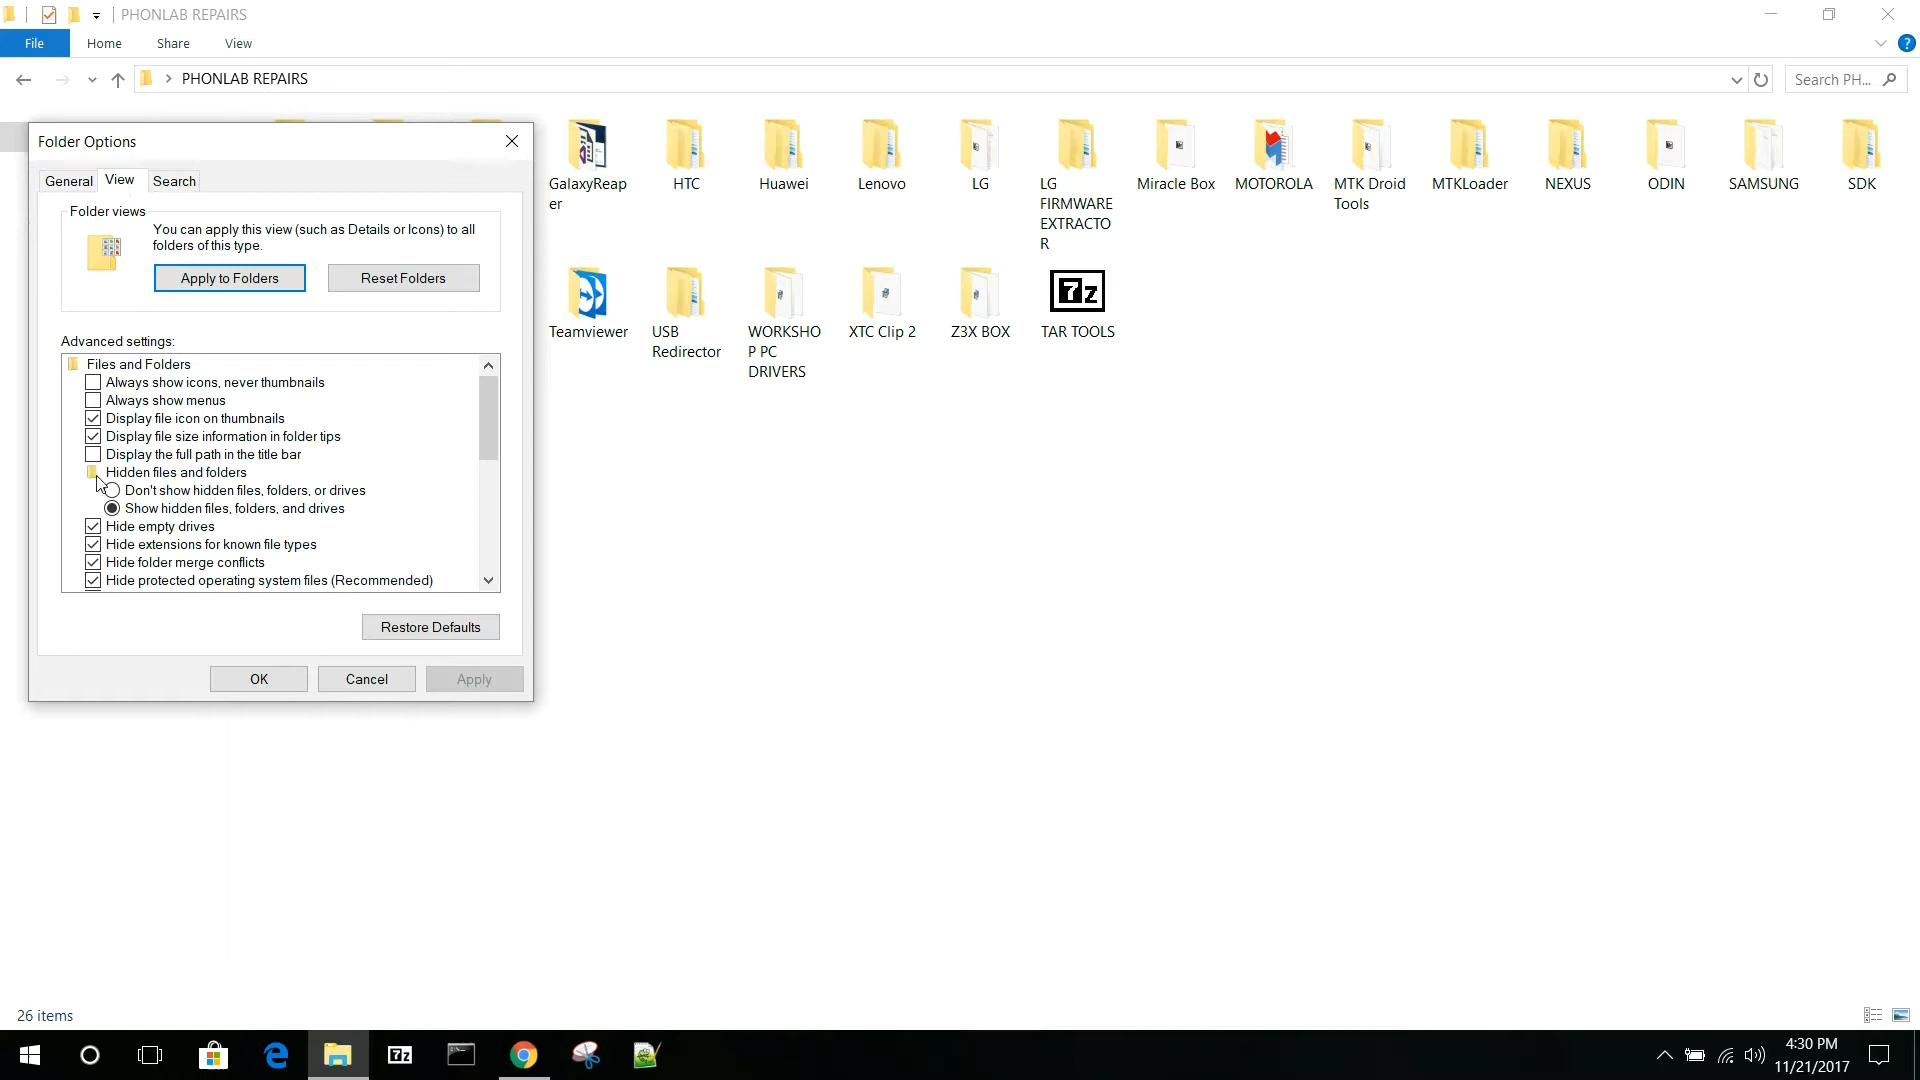 PHONLAB REPAIRS
File Home Share View
PHONLAB REPAIRS
Search PH...
Folder Options
General View Search
Folder views
You can apply this view (such as Details or Icons) to all
folders of this type.
Apply to Folders Reset Folders
Advanced settings:
Files and Folders
Always show icons, never thumbnails
Always show menus
Display file icon on thumbnails
Display file size information in folder tips
Display the full path in the title bar
Hidden files and folders
Don't show hidden files, folders, or drives
Show hidden files, folders, and drives
Hide empty drives
Hide extensions for known file types
Hide folder merge conflicts
Hide protected operating system files (Recommended)
Restore Defaults
OK Cancel Apply
GalaxyReap
er
HTC
Huawei
Lenovo
LG
LG
FIRMWARE
EXTRACTO
R
Miracle Box
MOTOROLA
MTK Droid
Tools
MTKLoader
NEXUS
ODIN
SAMSUNG
SDK
Teamviewer
USB
Redirector
WORKSHO
P PC
DRIVERS
XTC Clip 2
Z3X BOX
7z
TAR TOOLS
26 items
7z
4:30 PM
11/21/2017